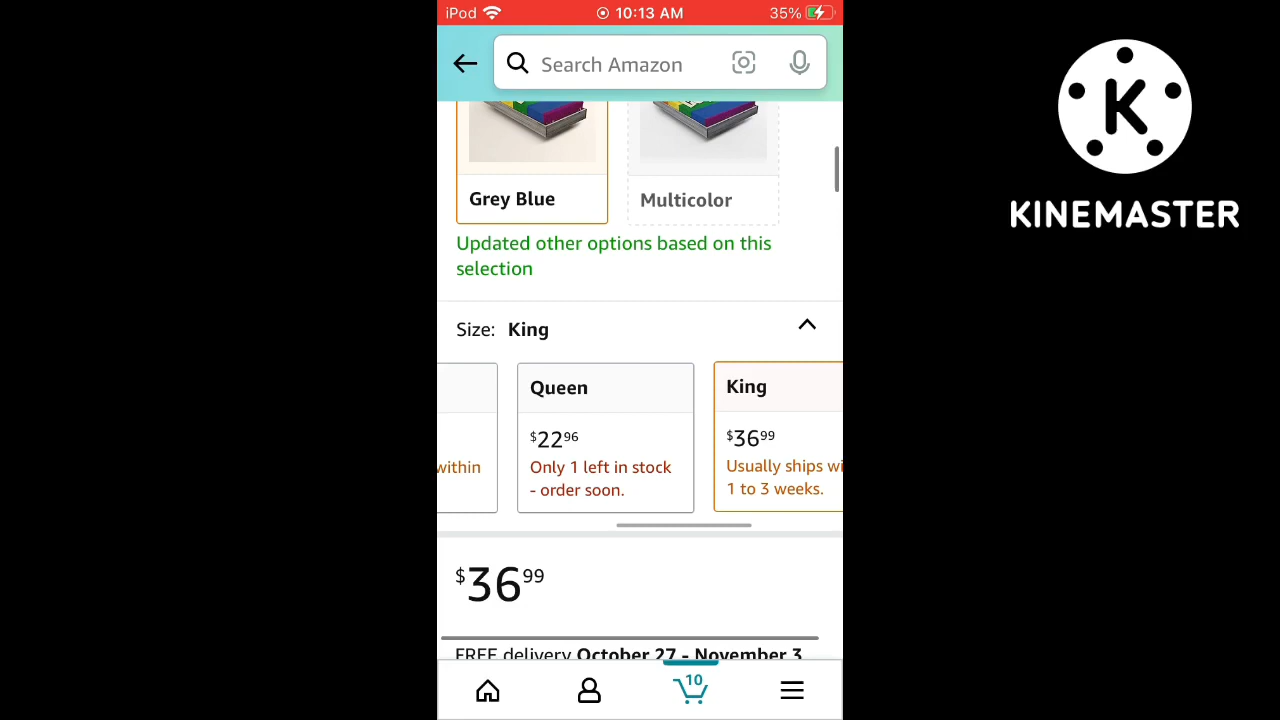 iPod 10:13 AM 35%
Search Amazon
KINEMASTER
Grey Blue
Multicolor
Updated other options based on this
selection
Size: King
Queen
King
$22 96
$36 99
within
Only 1 left in stock
- order soon.
Usually ships wi
1 to 3 weeks.
$36 99
FREE delivery October 27 - November 3
10